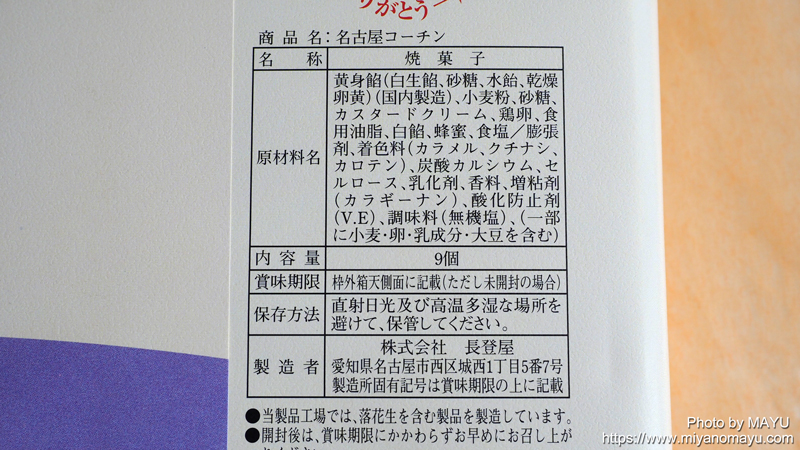 りがとう
商品名:名古屋コーチン
名称 焼菓子
原材料名
黄身餡(白生餡、砂糖、水飴、乾燥
卵黄)(国内製造)、小麦粉、砂糖、
カスタードクリーム、鶏卵、食
用油脂、白餡、蜂蜜、食塩/膨張
剤、着色料(カラメル、クチナシ、
カロテン)、炭酸カルシウム、セ
ルロース、乳化剤、香料、増粘剤
(カラギーナン)、酸化防止剤
(V.E)、調味料(無機塩)、(一部
に小麦・卵・乳成分・大豆を含む)
内容量 9個
賞味期限 枠外箱天側面に記載(ただし未開封の場合)
保存方法
直射日光及び高温多湿な場所を
避けて、保管してください。
製造者
株式会社 長登屋
愛知県名古屋市西区城西1丁目5番7号
製造所固有記号は賞味期限の上に記載
●当製品工場では、落花生を含む製品を製造しています。
●開封後は、賞味期限にかかわらずお早めにお召し上が
Photo by MAYU
https://www.miyanomayu.com/